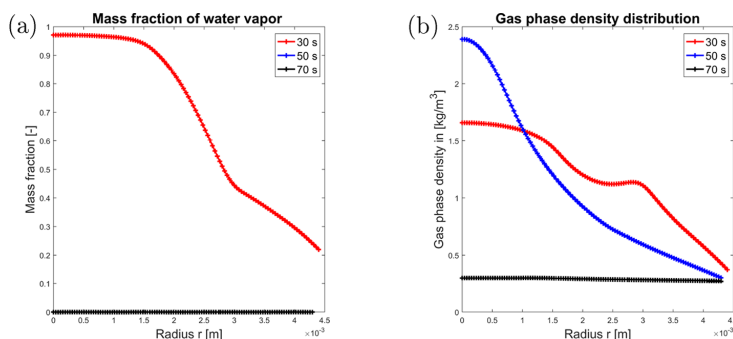 (a)
Mass fraction of water vapor
30 s
50 s
70 s
1
0.9
0.8
0.7
0.6
0.5
0.4
0.3
0.2
0.1
0
Mass fraction [-]
0 0.5 1 1.5 2 2.5 3 3.5 4 4.5
Radius r [m]
×10⁻³
(b)
Gas phase density distribution
30 s
50 s
70 s
2.5
2
1.5
1
0.5
0
Gas phase density in [kg/m³]
0 0.5 1 1.5 2 2.5 3 3.5 4 4.5
Radius r [m]
×10⁻³